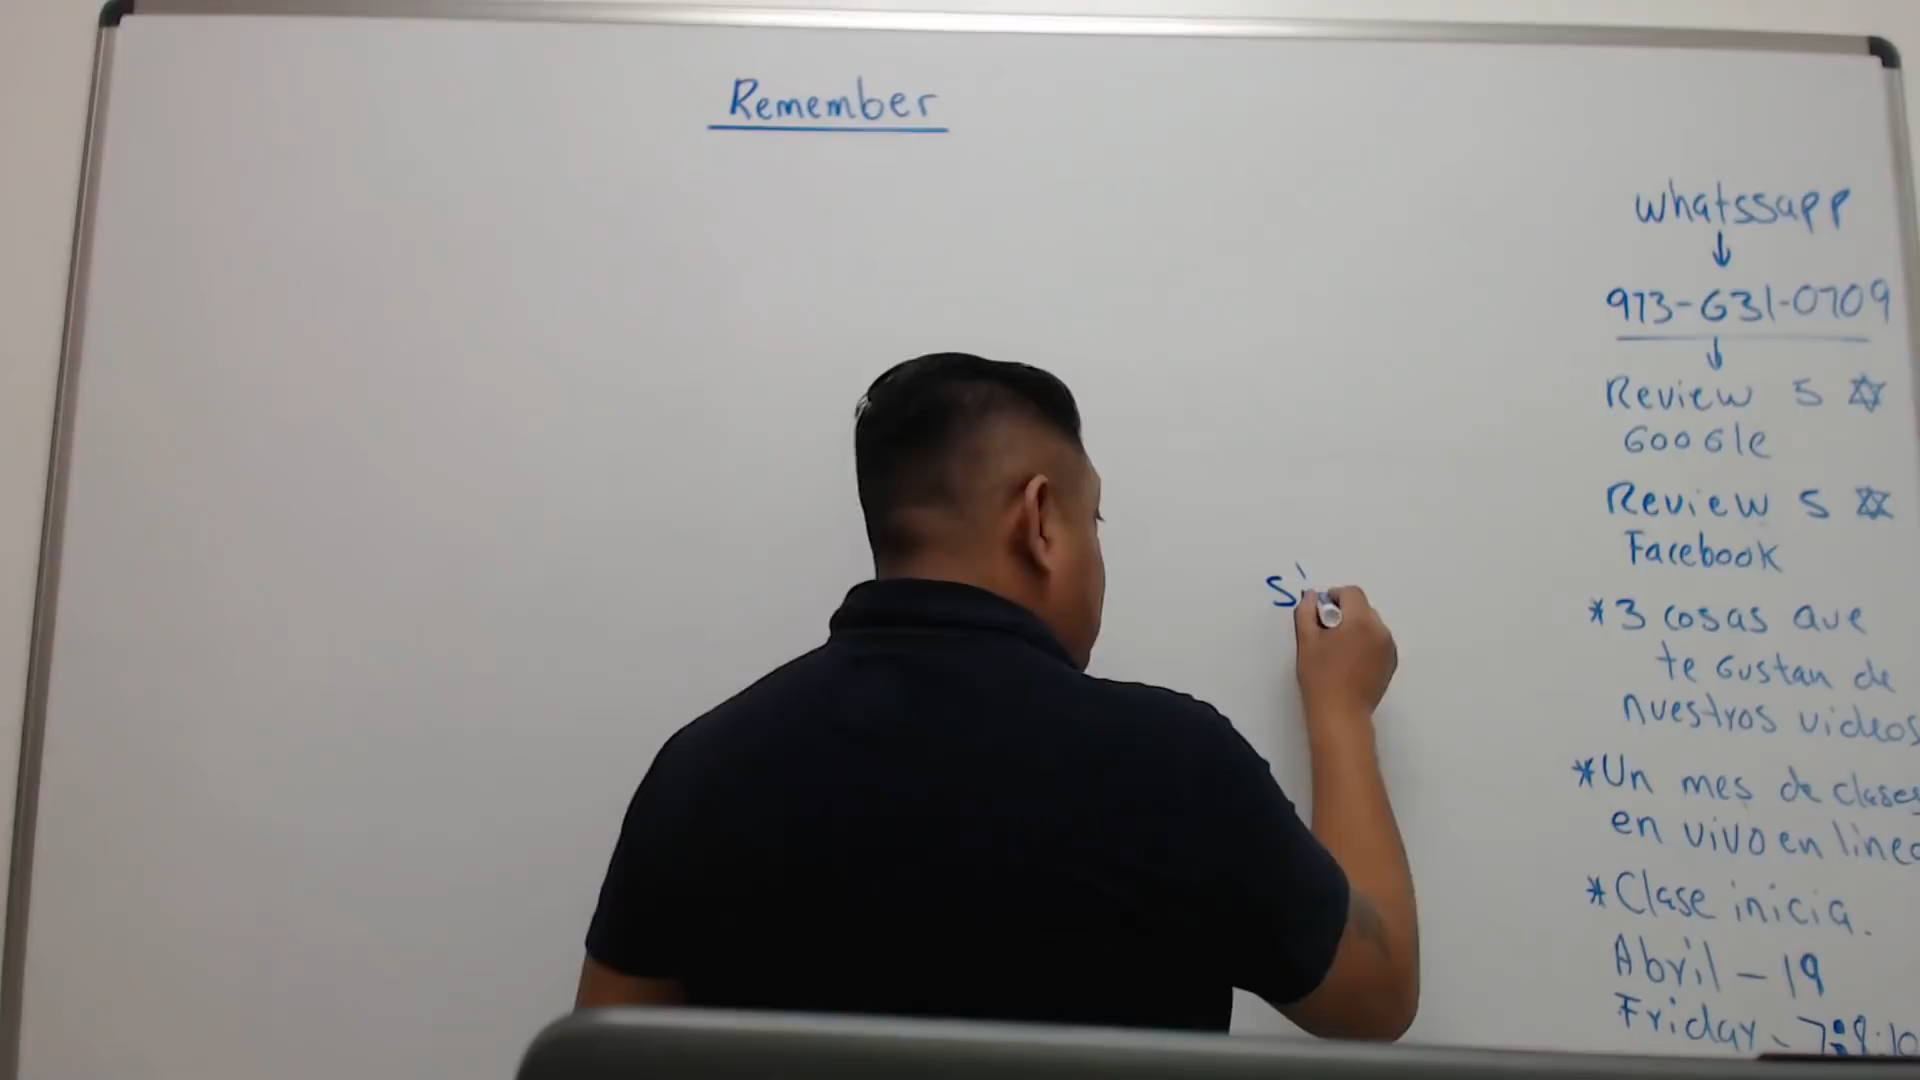 Remember
Si
whatssapp
973-631-0709
Review 5
Google
Review 5
Facebook
*3 cosas que
te gustan de
nuestros videos
*Un mes de clases
en vivo en linea
*Clase inicia.
Abril - 19
Friday